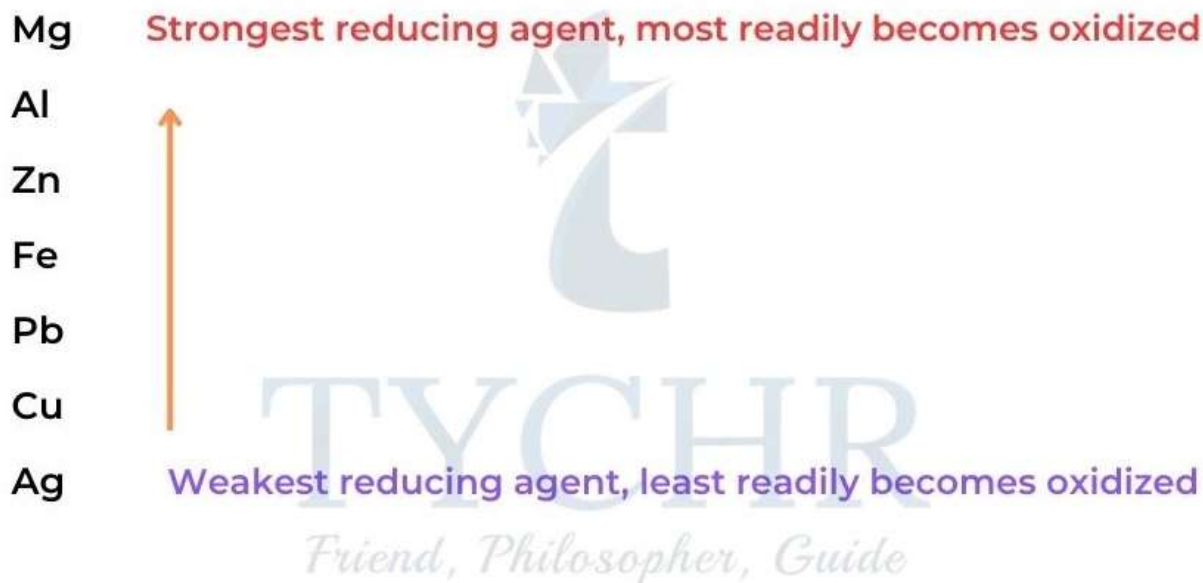 Mg Strongest reducing agent, most readily becomes oxidized
Al
Zn
Fe
Pb
Cu
Ag Weakest reducing agent, least readily becomes oxidized
TYCHR
Friend, Philosopher, Guide